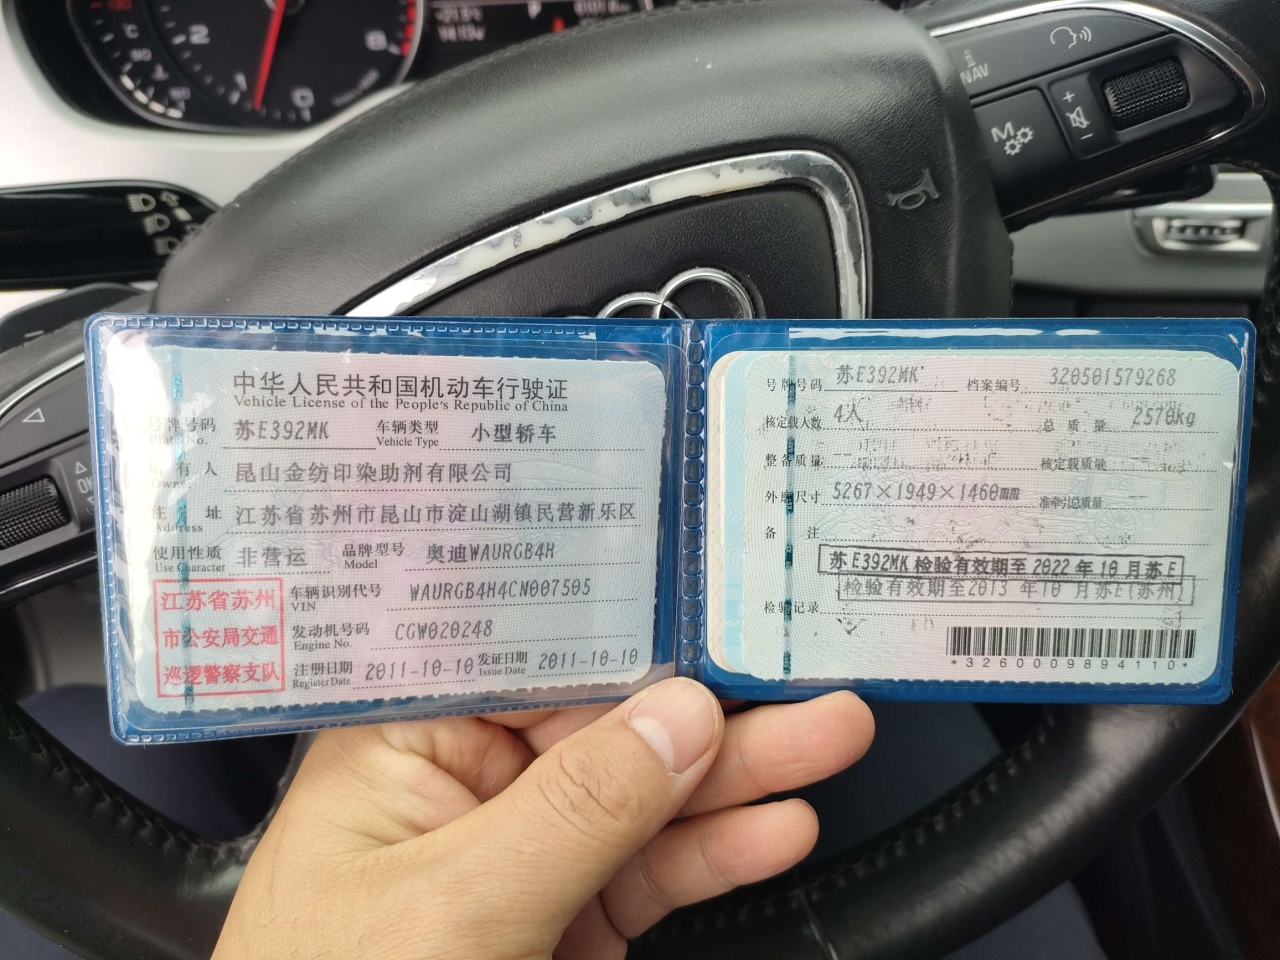 2
1
0
8
NAV
M
+
-
OK
中华人民共和国机动车行驶证
Vehicle License of the People's Republic of China
号牌号码 苏E392MK 车辆类型 小型轿车
Plate No. Vehicle Type
所有人 昆山金纺印染助剂有限公司
Owner
住址 江苏省苏州市昆山市淀山湖镇民营新乐区
Address
使用性质 非营运 品牌型号 奥迪WAURGB4H
Use Character Model
江苏省苏州
市公安局交通
巡逻警察支队
车辆识别代号 WAURGB4H4CN007505
VIN
发动机号码 CGW020248
Engine No.
注册日期 2011-10-10 发证日期 2011-10-10
Register Date Issue Date
号牌号码 苏E392MK 档案编号 320501579268
核定载人数 4人 总质量 2570kg
整备质量 核定载质量
外廓尺寸 5267×1949×1460mm 准牵引总质量 --
备注
苏E392MK 检验有效期至 2022 年 10 月苏E
检验有效期至2013 年10 月苏E(苏州)
检验记录
*3260009894110*